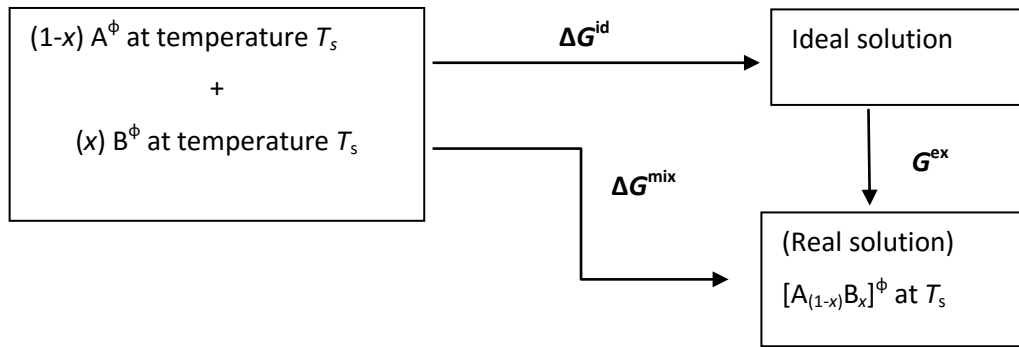 (1-x) A^ϕ at temperature T_s
+
(x) B^ϕ at temperature T_s
ΔG^id
Ideal solution
G^ex
ΔG^mix
(Real solution)
[A_(1-x)B_x]^ϕ at T_s